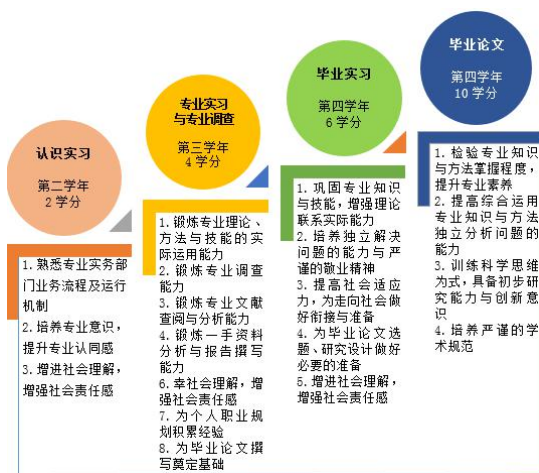 认识实习
第二学年
2 学分
1. 熟悉专业实务部
门业务流程及运行
机制
2. 培养专业意识，
提升专业认同感
3. 增进社会理解，
增强社会责任感
专业实习
与专业调查
第三学年
4 学分
1. 锻炼专业理论、
方法与技能的实
际运用能力
2. 锻炼专业调查
能力
3. 锻炼专业文献
查阅与分析能力
4. 锻炼一手资料
分析与报告撰写
能力
6. 幸社会理解，增
强社会责任感
7. 为个人职业规
划积累经验
8. 为毕业论文撰
写奠定基础
毕业实习
第四学年
6 学分
1. 巩固专业知识
与技能，增强理论
联系实际能力
2. 培养独立解决
问题的能力与严
谨的敬业精神
3. 提高社会适应
力，为走向社会做
好衔接与准备
4. 为毕业论文选
题、研究设计做好
必要的准备
5. 增进社会理解，
增强社会责任感
毕业论文
第四学年
10 学分
1. 检验专业知识
与方法掌握程度，
提升专业素养
2. 提高综合运用
专业知识与方法
独立分析问题的
能力
3. 训练科学思维
为式，具备初步研
究能力与创新意
识
4. 培养严谨的学
术规范